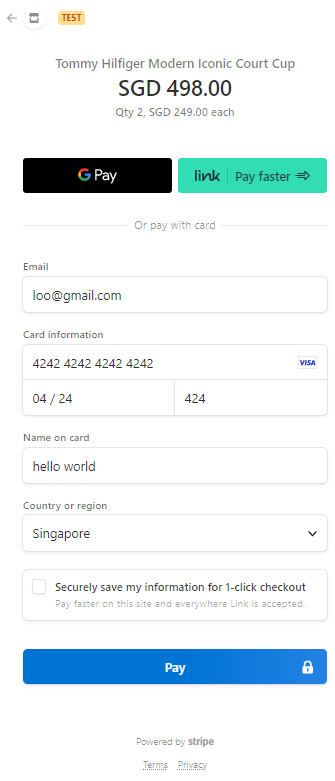 TEST
Tommy Hilfiger Modern Iconic Court Cup
SGD 498.00
Qty 2, SGD 249.00 each
G Pay
link Pay faster
Or pay with card
Email
loo@gmail.com
Card information
4242 4242 4242 4242 VISA
04 / 24 424
Name on card
hello world
Country or region
Singapore
Securely save my information for 1-click checkout
Pay faster on this site and everywhere Link is accepted.
Pay
Powered by stripe
Terms Privacy